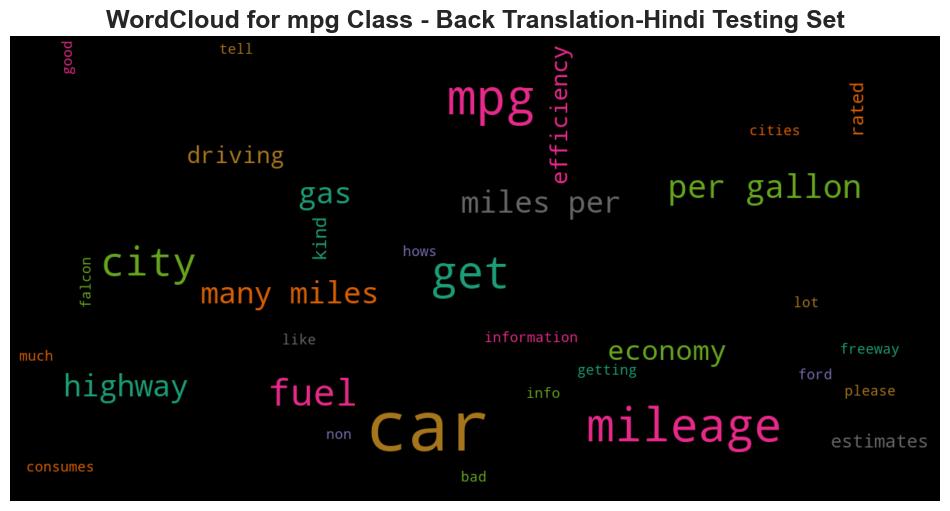 WordCloud for mpg Class - Back Translation-Hindi Testing Set
good
tell
mpg
efficiency
rated
cities
driving
gas
per gallon
miles per
kind
hows
city
get
falcon
many miles
lot
like
information
much
economy
freeway
getting
ford
highway
fuel
info
please
car
mileage
non
estimates
consumes
bad